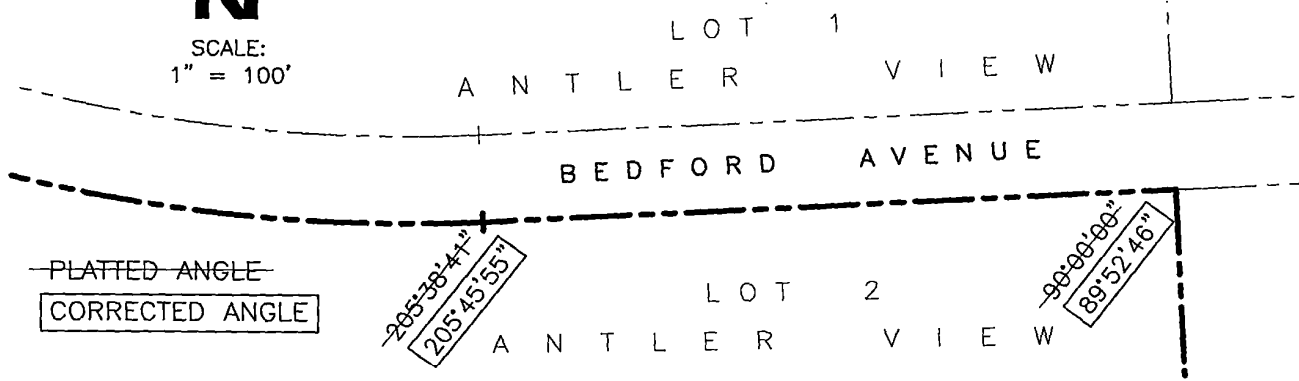 N
SCALE:
1" = 100'
LOT 1
ANTLER VIEW
BEDFORD AVENUE
PLATTED ANGLE
CORRECTED ANGLE
205°38'41"
205°45'55"
90°00'00"
89°52'46"
LOT 2
ANTLER VIEW